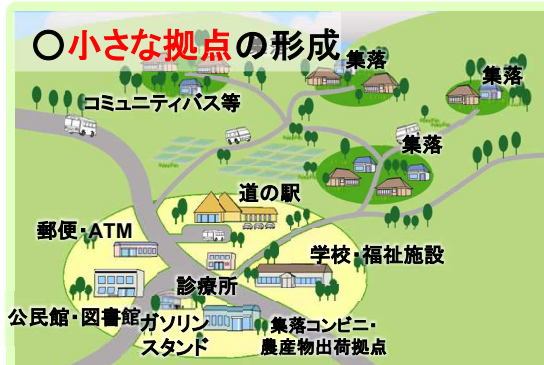 〇小さな拠点の形成
集落
集落
コミュニティバス等
集落
道の駅
郵便・ATM
学校・福祉施設
診療所
公民館・図書館
ガソリン
スタンド
集落コンビニ・
農産物出荷拠点